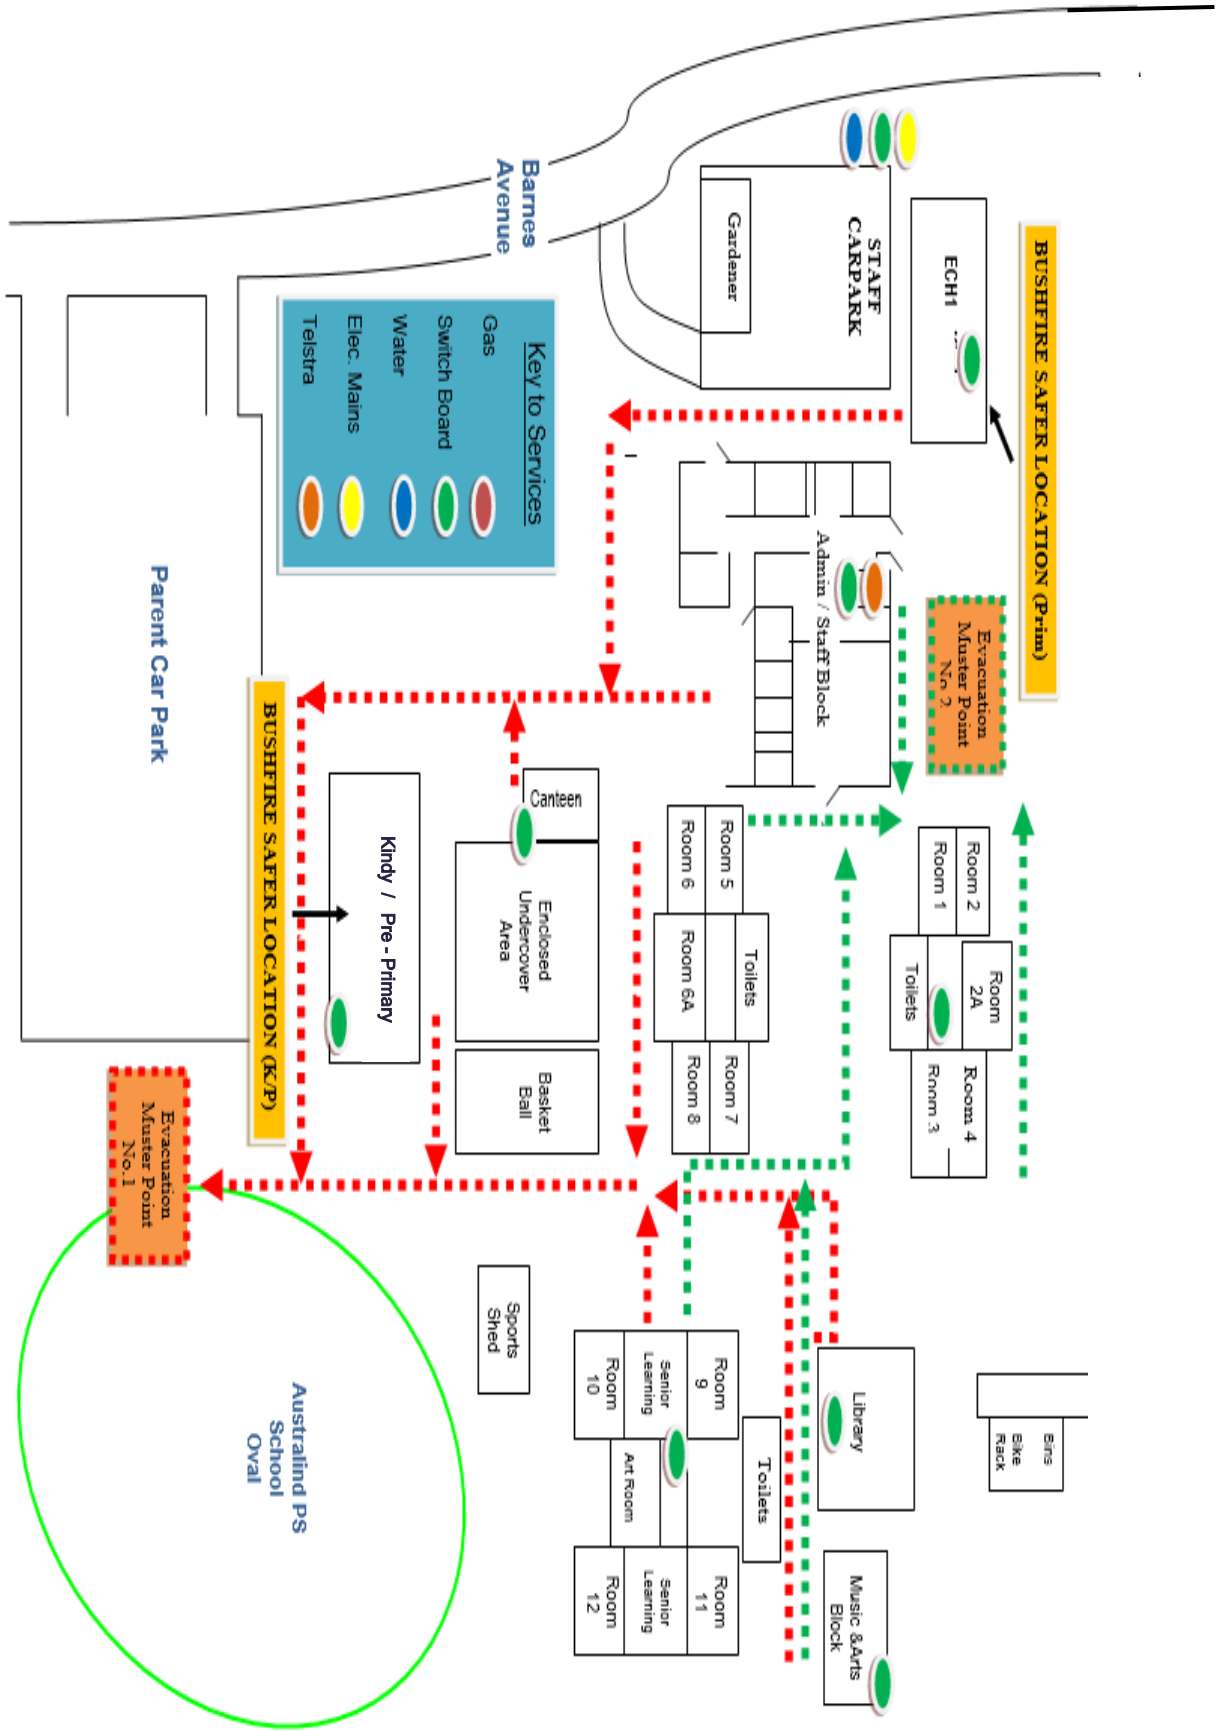 BUSHFIRE SAFER LOCATION (Prim)
ECH1
STAFF
CARPARK
Gardener
Barnes
Avenue
Key to Services
Gas
Switch Board
Water
Elec. Mains
Telstra
Parent Car Park
Evacuation
Muster Point
No.2
Admin / Staff Block
BUSHFIRE SAFER LOCATION (K/P)
Kindy / Pre - Primary
Canteen
Enclosed
Undercover
Area
Basket
Ball
Room 5
Room 6
Toilets
Room 6A
Room 7
Room 8
Room 2
Room 1
Room
2A
Toilets
Room 4
Room 3
Evacuation
Muster Point
No.1
Australind PS
School
Oval
Sports
Shed
Room
9
Senior
Learning
Room
10
Art Room
Toilets
Room
11
Senior
Learning
Room
12
Library
Music &Arts
Block
Bins
Bike
Rack